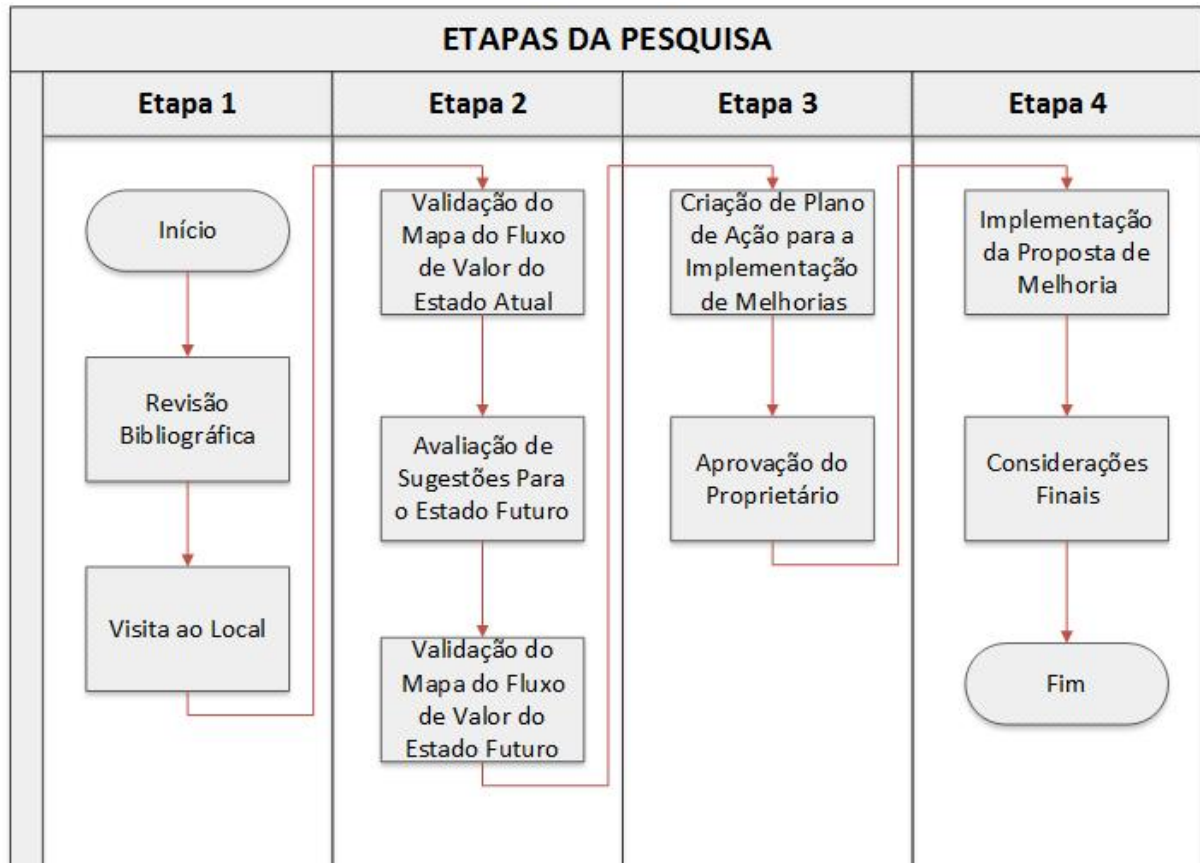 ETAPAS DA PESQUISA
Etapa 1
Etapa 2
Etapa 3
Etapa 4
Início
Revisão
Bibliográfica
Visita ao Local
Validação do
Mapa do Fluxo
de Valor do
Estado Atual
Avaliação de
Sugestões Para
o Estado Futuro
Validação do
Mapa do Fluxo
de Valor do
Estado Futuro
Criação de Plano
de Ação para a
Implementação
de Melhorias
Aprovação do
Proprietário
Implementação
da Proposta de
Melhoria
Considerações
Finais
Fim